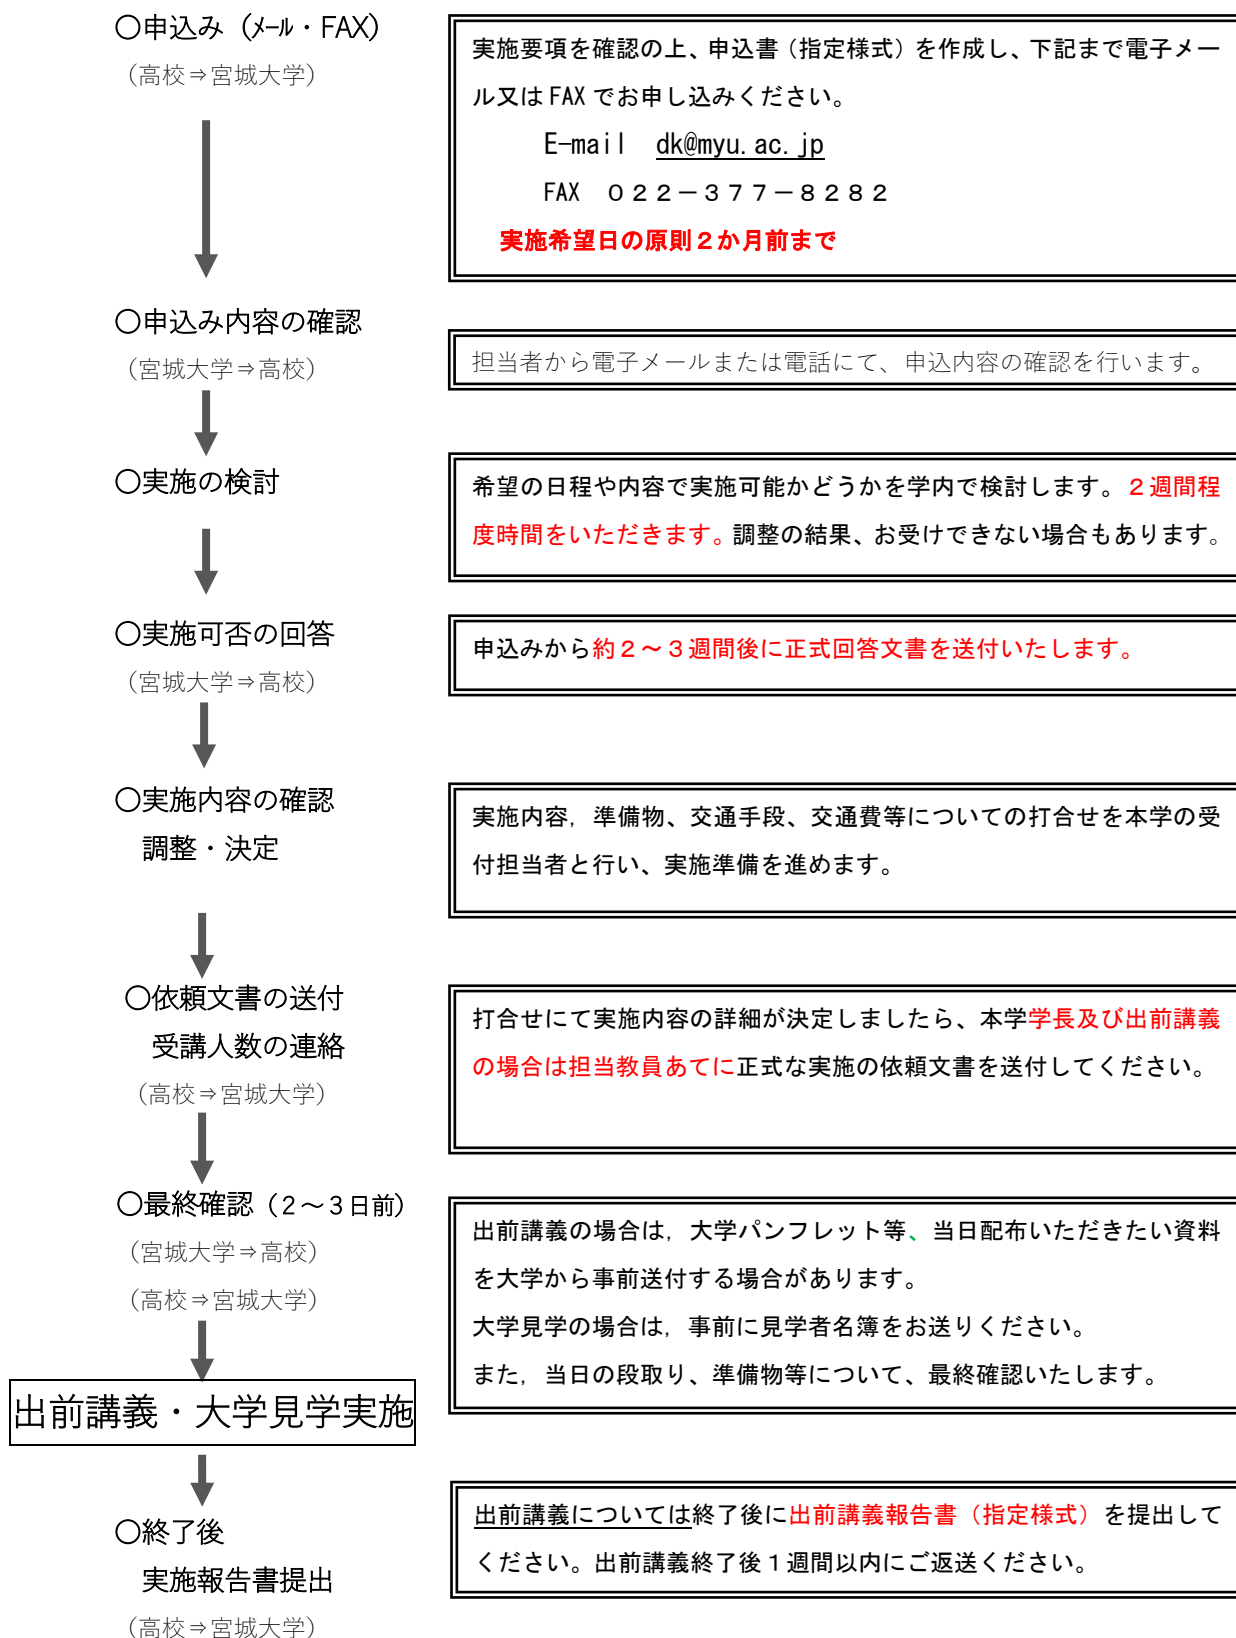 ○申込み（ﾒｰﾙ・FAX）
（高校⇒宮城大学）
実施要項を確認の上、申込書（指定様式）を作成し、下記まで電子メー
ル又は FAX でお申し込みください。
E-mail　dk@myu.ac.jp
FAX　０２２－３７７－８２８２
実施希望日の原則２か月前まで
○申込み内容の確認
（宮城大学⇒高校）
担当者から電子メールまたは電話にて、申込内容の確認を行います。
○実施の検討
希望の日程や内容で実施可能かどうかを学内で検討します。２週間程
度時間をいただきます。調整の結果、お受けできない場合もあります。
○実施可否の回答
（宮城大学⇒高校）
申込みから約２～３週間後に正式回答文書を送付いたします。
○実施内容の確認
調整・決定
実施内容，準備物、交通手段、交通費等についての打合せを本学の受
付担当者と行い、実施準備を進めます。
○依頼文書の送付
受講人数の連絡
（高校⇒宮城大学）
打合せにて実施内容の詳細が決定しましたら、本学学長及び出前講義
の場合は担当教員あてに正式な実施の依頼文書を送付してください。
○最終確認（２～３日前）
（宮城大学⇒高校）
（高校⇒宮城大学）
出前講義の場合は，大学パンフレット等、当日配布いただきたい資料
を大学から事前送付する場合があります。
大学見学の場合は，事前に見学者名簿をお送りください。
また，当日の段取り、準備物等について、最終確認いたします。
出前講義・大学見学実施
○終了後
実施報告書提出
（高校⇒宮城大学）
出前講義については終了後に出前講義報告書（指定様式）を提出して
ください。出前講義終了後１週間以内にご返送ください。